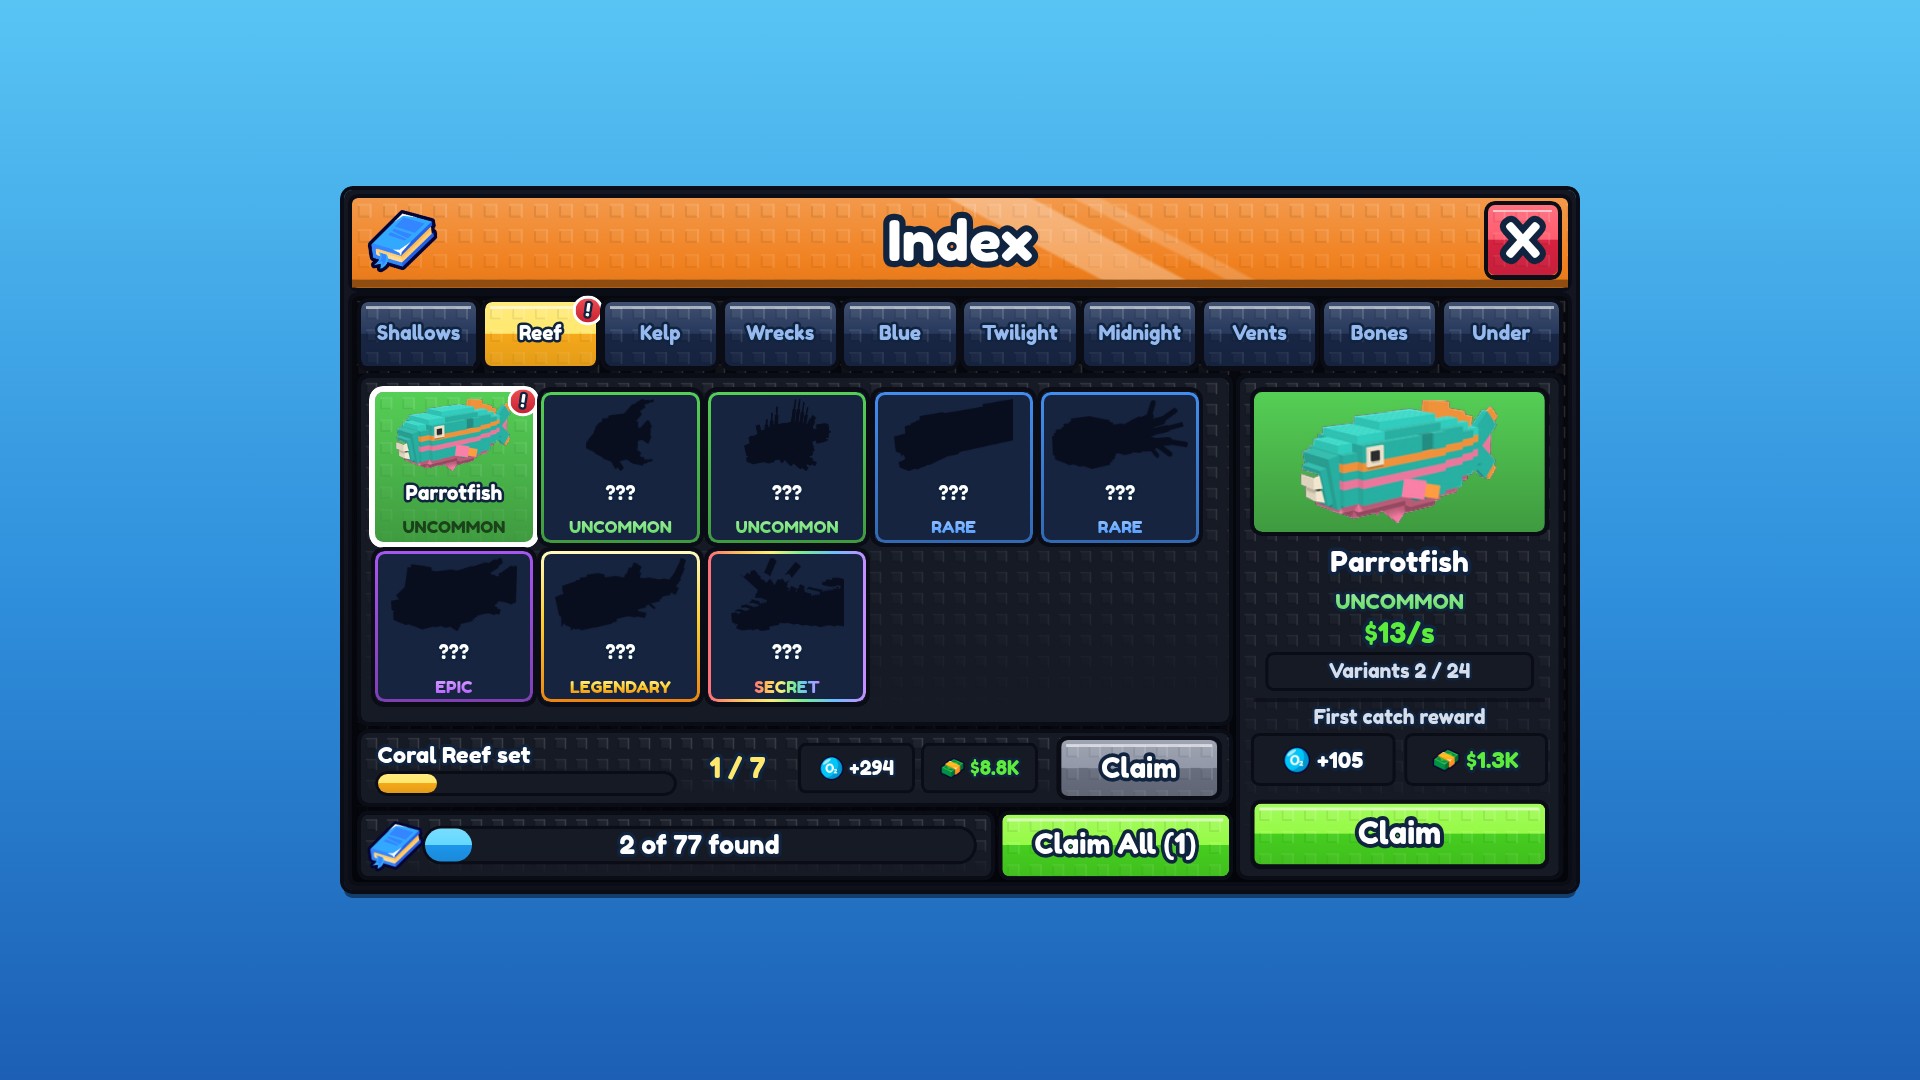 Index
Shallows
Reef
!
Kelp
Wrecks
Blue
Twilight
Midnight
Vents
Bones
Under
!
Parrotfish
UNCOMMON
???
UNCOMMON
???
UNCOMMON
???
RARE
???
RARE
???
EPIC
???
LEGENDARY
???
SECRET
Coral Reef set
1 / 7
O₂ +294
$8.8K
Claim
2 of 77 found
Claim All (1)
Parrotfish
UNCOMMON
$13/s
Variants 2 / 24
First catch reward
O₂ +105
$1.3K
Claim